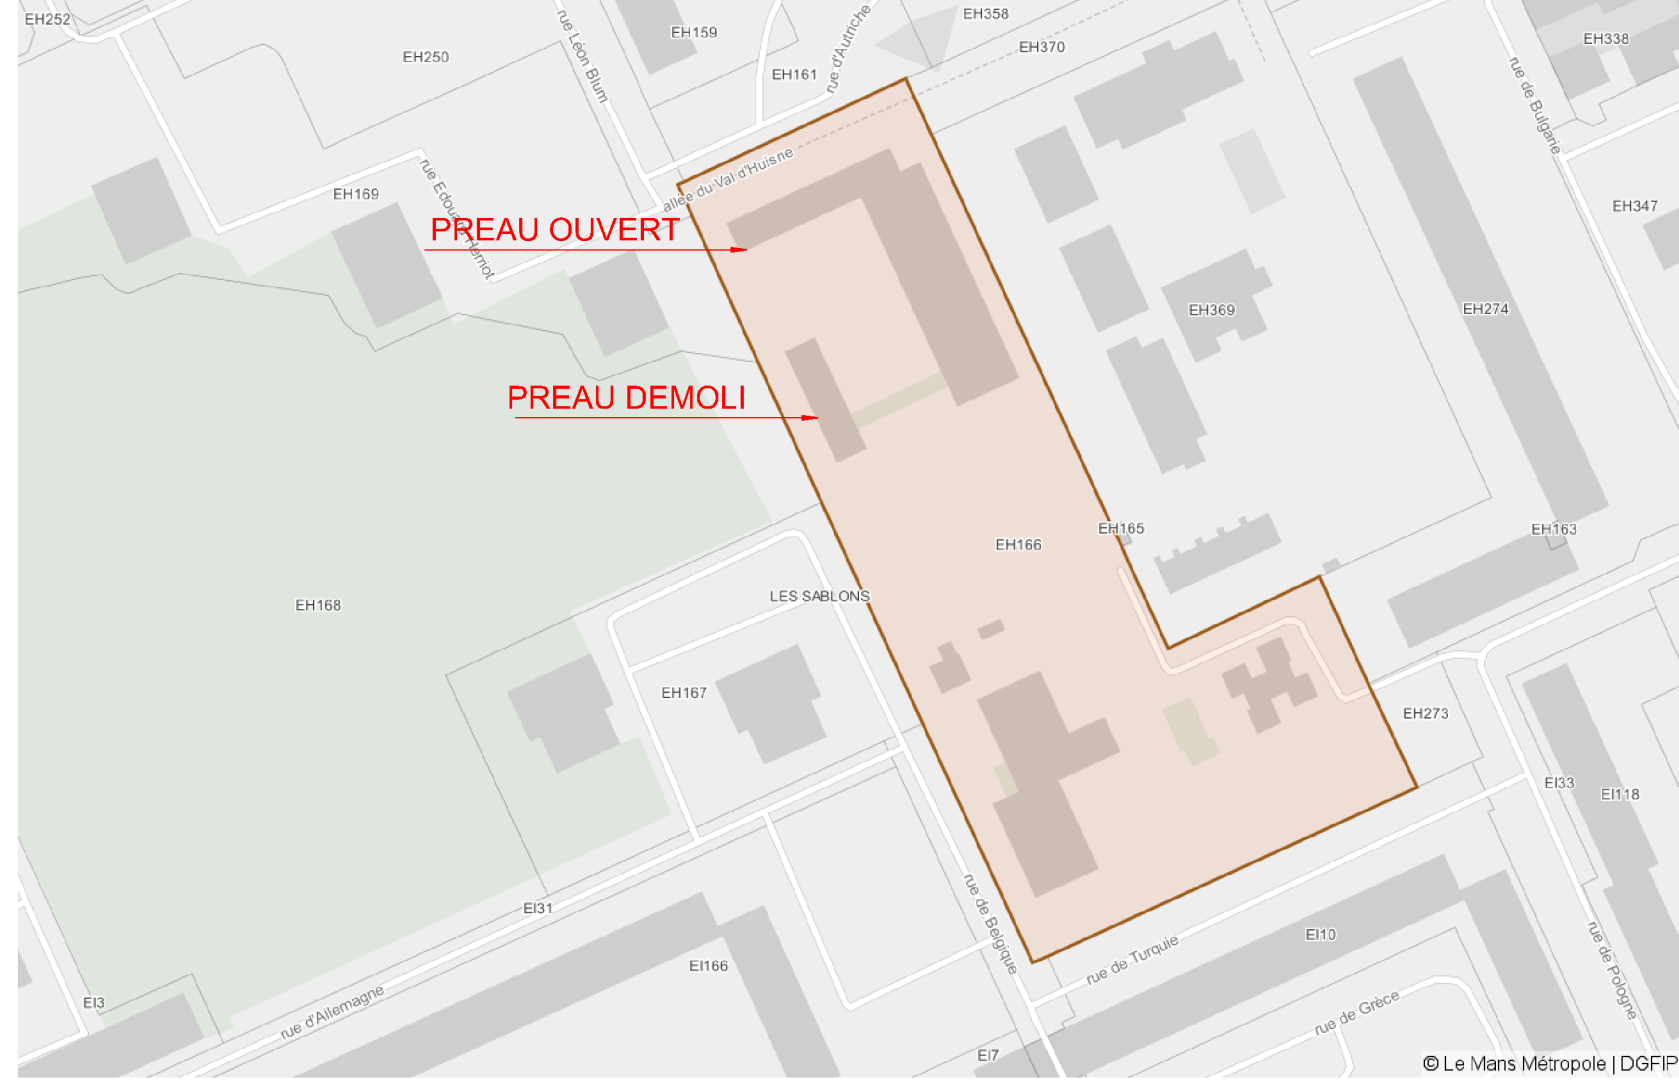 EH252
EH358
EH159
EH338
EH370
EH250
rue Léon Blum
rue d'Autriche
EH161
rue de Bulgarie
allée du Val d'Huisne
EH169
rue Edouard Herriot
EH347
PREAU OUVERT
EH369
EH274
PREAU DEMOLI
EH165
EH163
EH166
LES SABLONS
EH168
EH167
EH273
EI33
EI118
EI31
rue de Belgique
EI10
rue de Turquie
EI166
rue de Pologne
EI3
rue d'Allemagne
rue de Grèce
EI7
© Le Mans Métropole | DGFIP